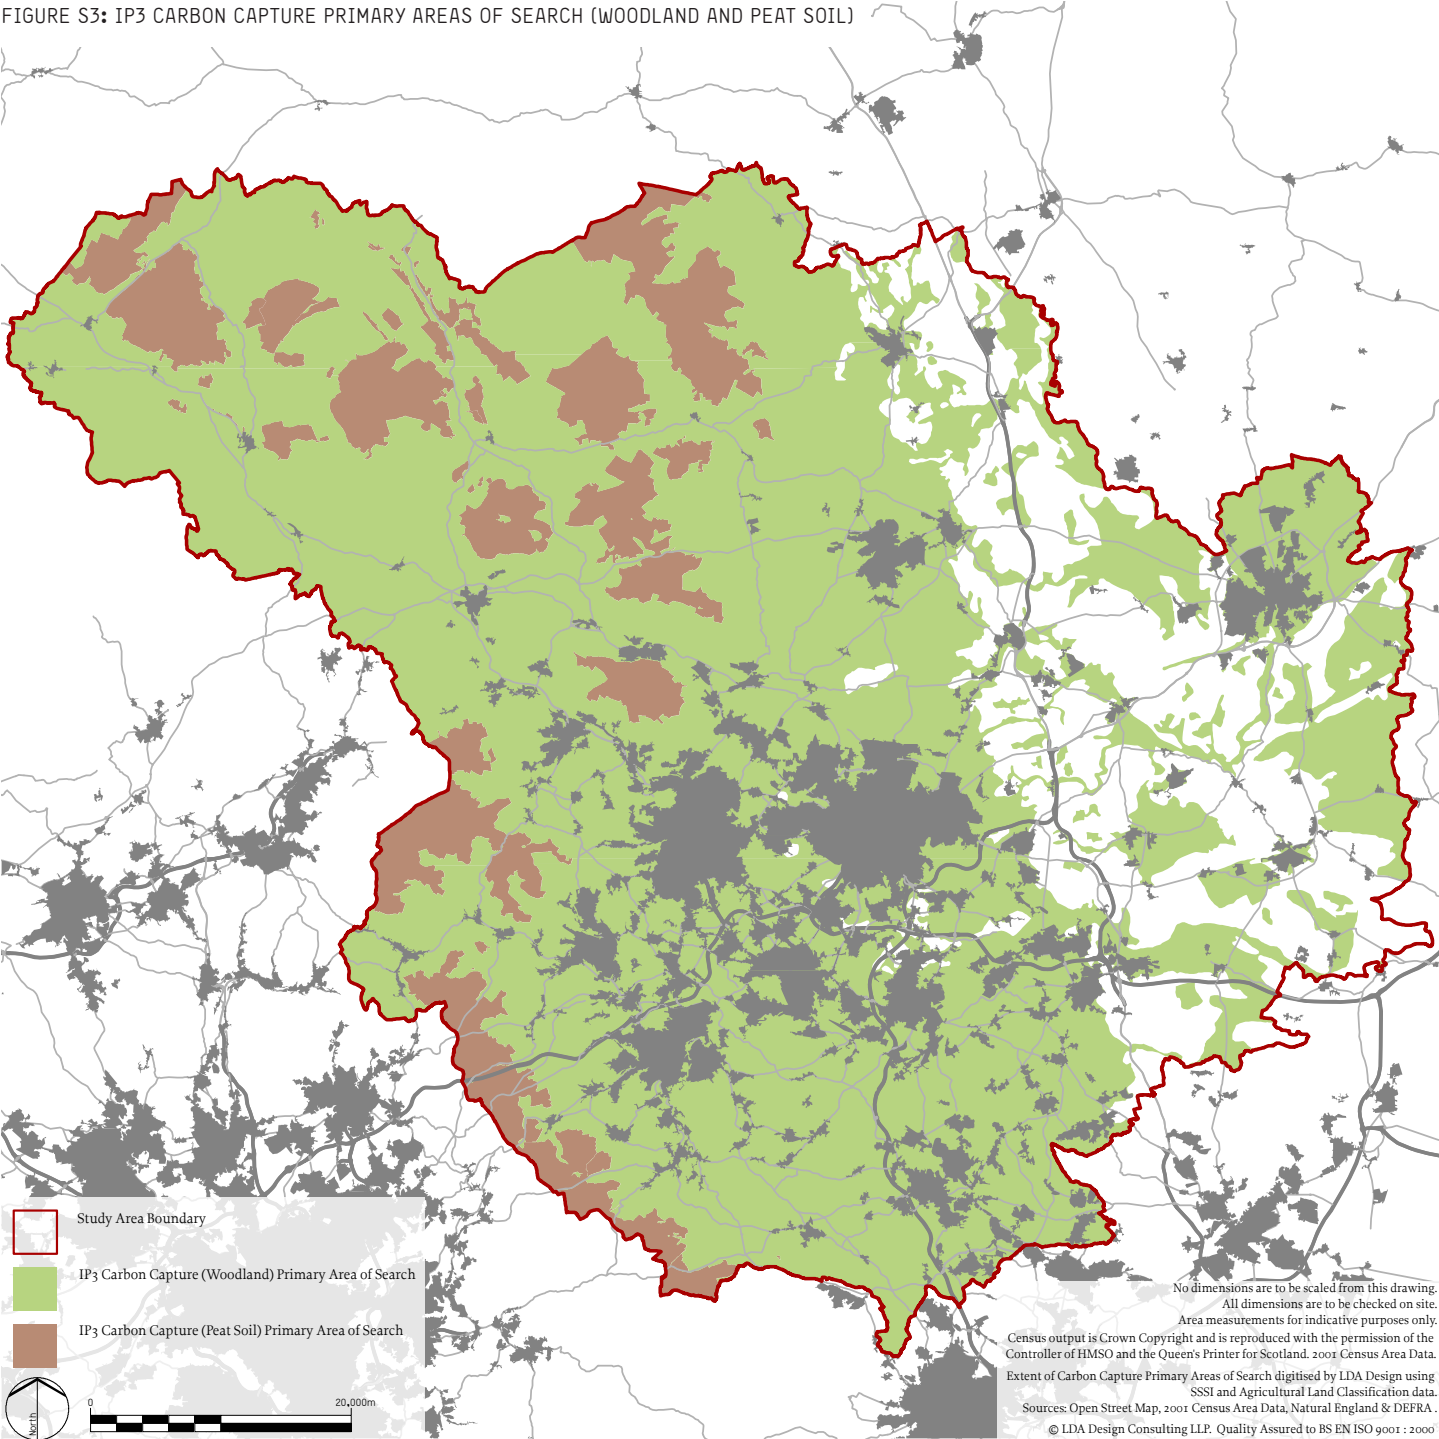 FIGURE S3: IP3 CARBON CAPTURE PRIMARY AREAS OF SEARCH (WOODLAND AND PEAT SOIL)
Study Area Boundary
IP3 Carbon Capture (Woodland) Primary Area of Search
IP3 Carbon Capture (Peat Soil) Primary Area of Search
North
0
20,000m
No dimensions are to be scaled from this drawing.
All dimensions are to be checked on site.
Area measurements for indicative purposes only.
Census output is Crown Copyright and is reproduced with the permission of the
Controller of HMSO and the Queen's Printer for Scotland. 2001 Census Area Data.
Extent of Carbon Capture Primary Areas of Search digitised by LDA Design using
SSSI and Agricultural Land Classification data.
Sources: Open Street Map, 2001 Census Area Data, Natural England & DEFRA .
© LDA Design Consulting LLP. Quality Assured to BS EN ISO 9001 : 2000